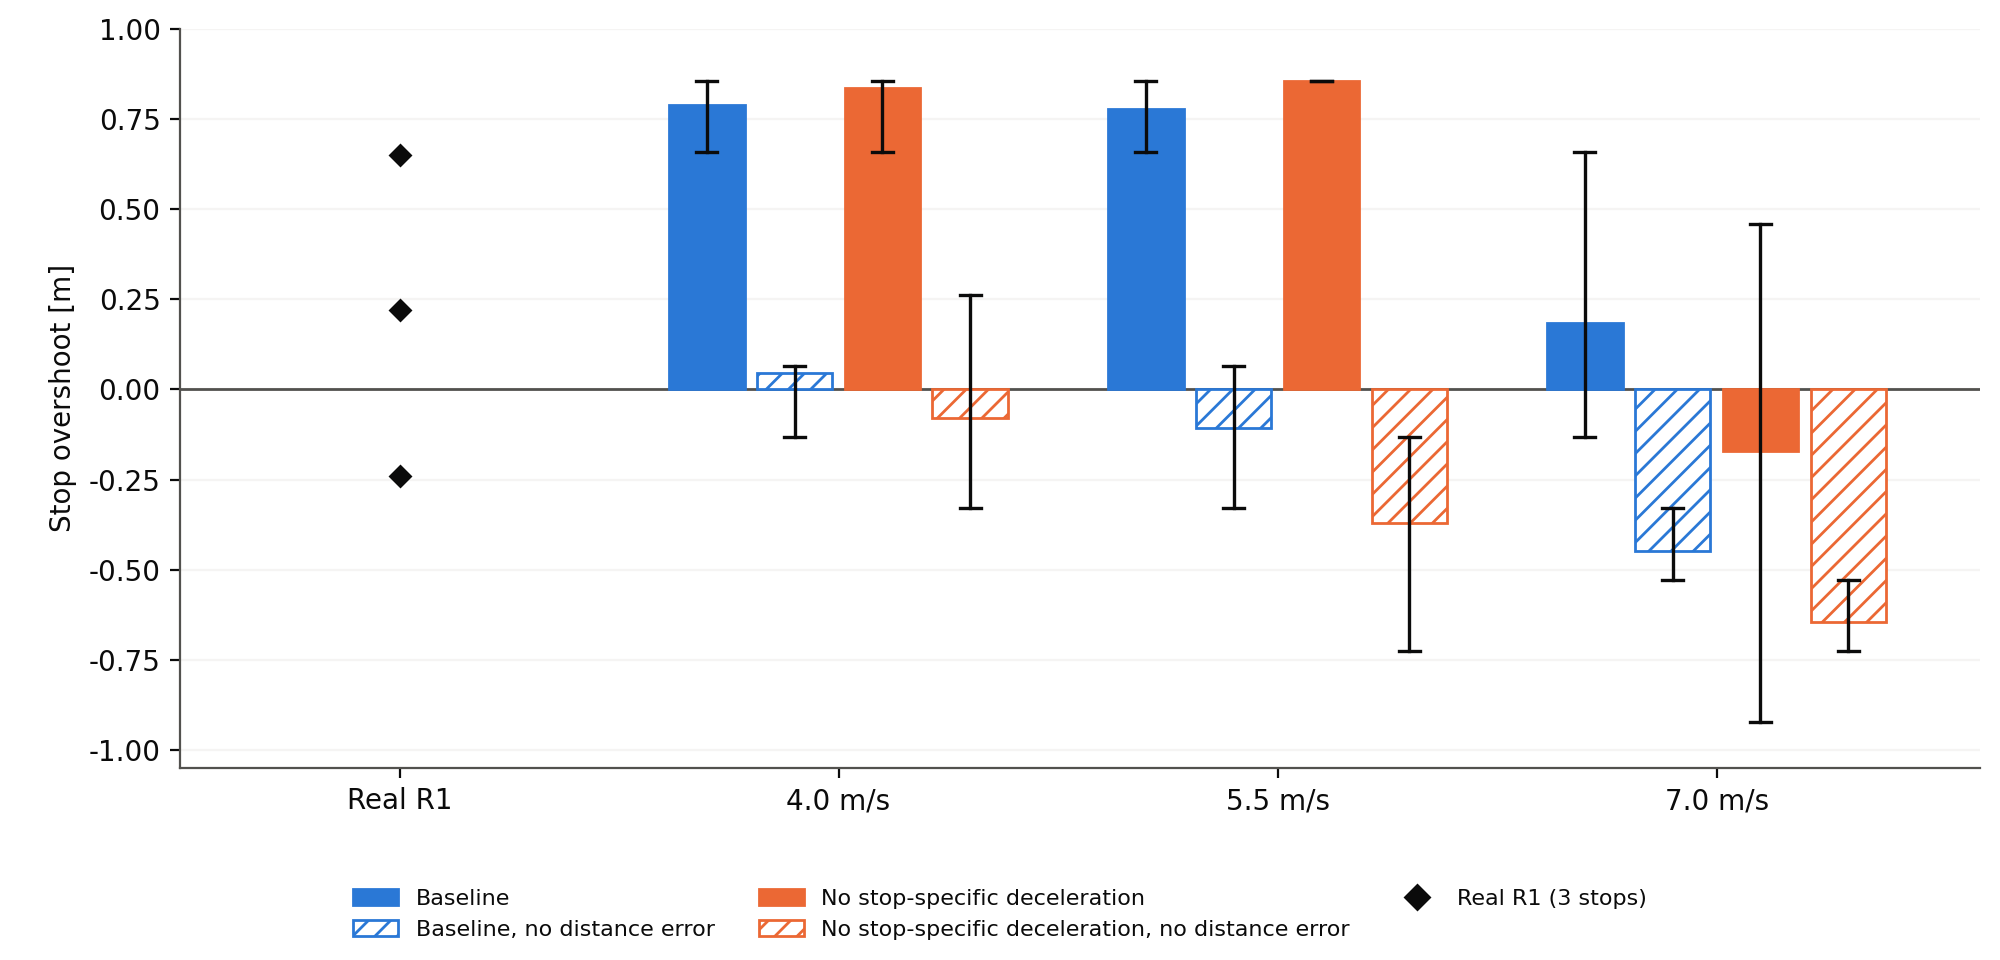 1.00
0.75
0.50
0.25
0.00
-0.25
-0.50
-0.75
-1.00
Stop overshoot [m]
Real R1
4.0 m/s
5.5 m/s
7.0 m/s
Baseline
Baseline, no distance error
No stop-specific deceleration
No stop-specific deceleration, no distance error
Real R1 (3 stops)